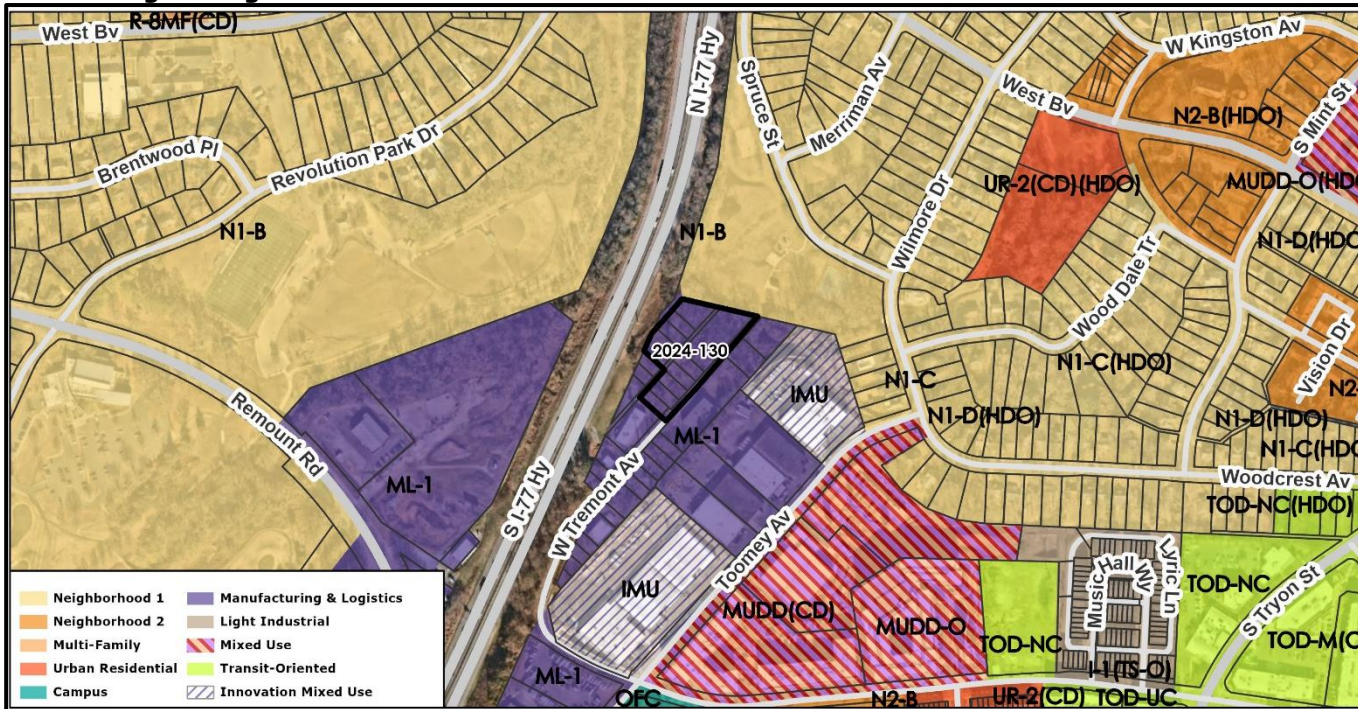 West Bv
R-8MF(CD)
N I-77 Hy
Spruce St
Merriman Av
W Kingston Av
West Bv
N2-B(HDO)
S Mint St
Brentwood Pl
Revolution Park Dr
Wilmore Dr
UR-2(CD)(HDO)
MUDD-O(HDO
N1-B
N1-B
N1-D(HDO
Wood Dale Tr
2024-130
Vision Dr
N1-C(HDO)
IMU
N1-C
N2-
Remount Rd
N1-D(HDO)
N1-D(HDO)
ML-1
N1-C(HDO
S I-77 Hy
ML-1
W Tremont Av
Woodcrest Av
TOD-NC(HDO)
Toomey Av
Music Hall Wy
Lyric Ln
TOD-NC
S Tryon St
IMU
MUDD(CD)
MUDD-O
TOD-NC
TOD-M(O
ML-1
I-1(TS-O)
OFC
N2-B
UR-2(CD)
TOD-UC
Neighborhood 1
Neighborhood 2
Multi-Family
Urban Residential
Campus
Manufacturing & Logistics
Light Industrial
Mixed Use
Transit-Oriented
Innovation Mixed Use